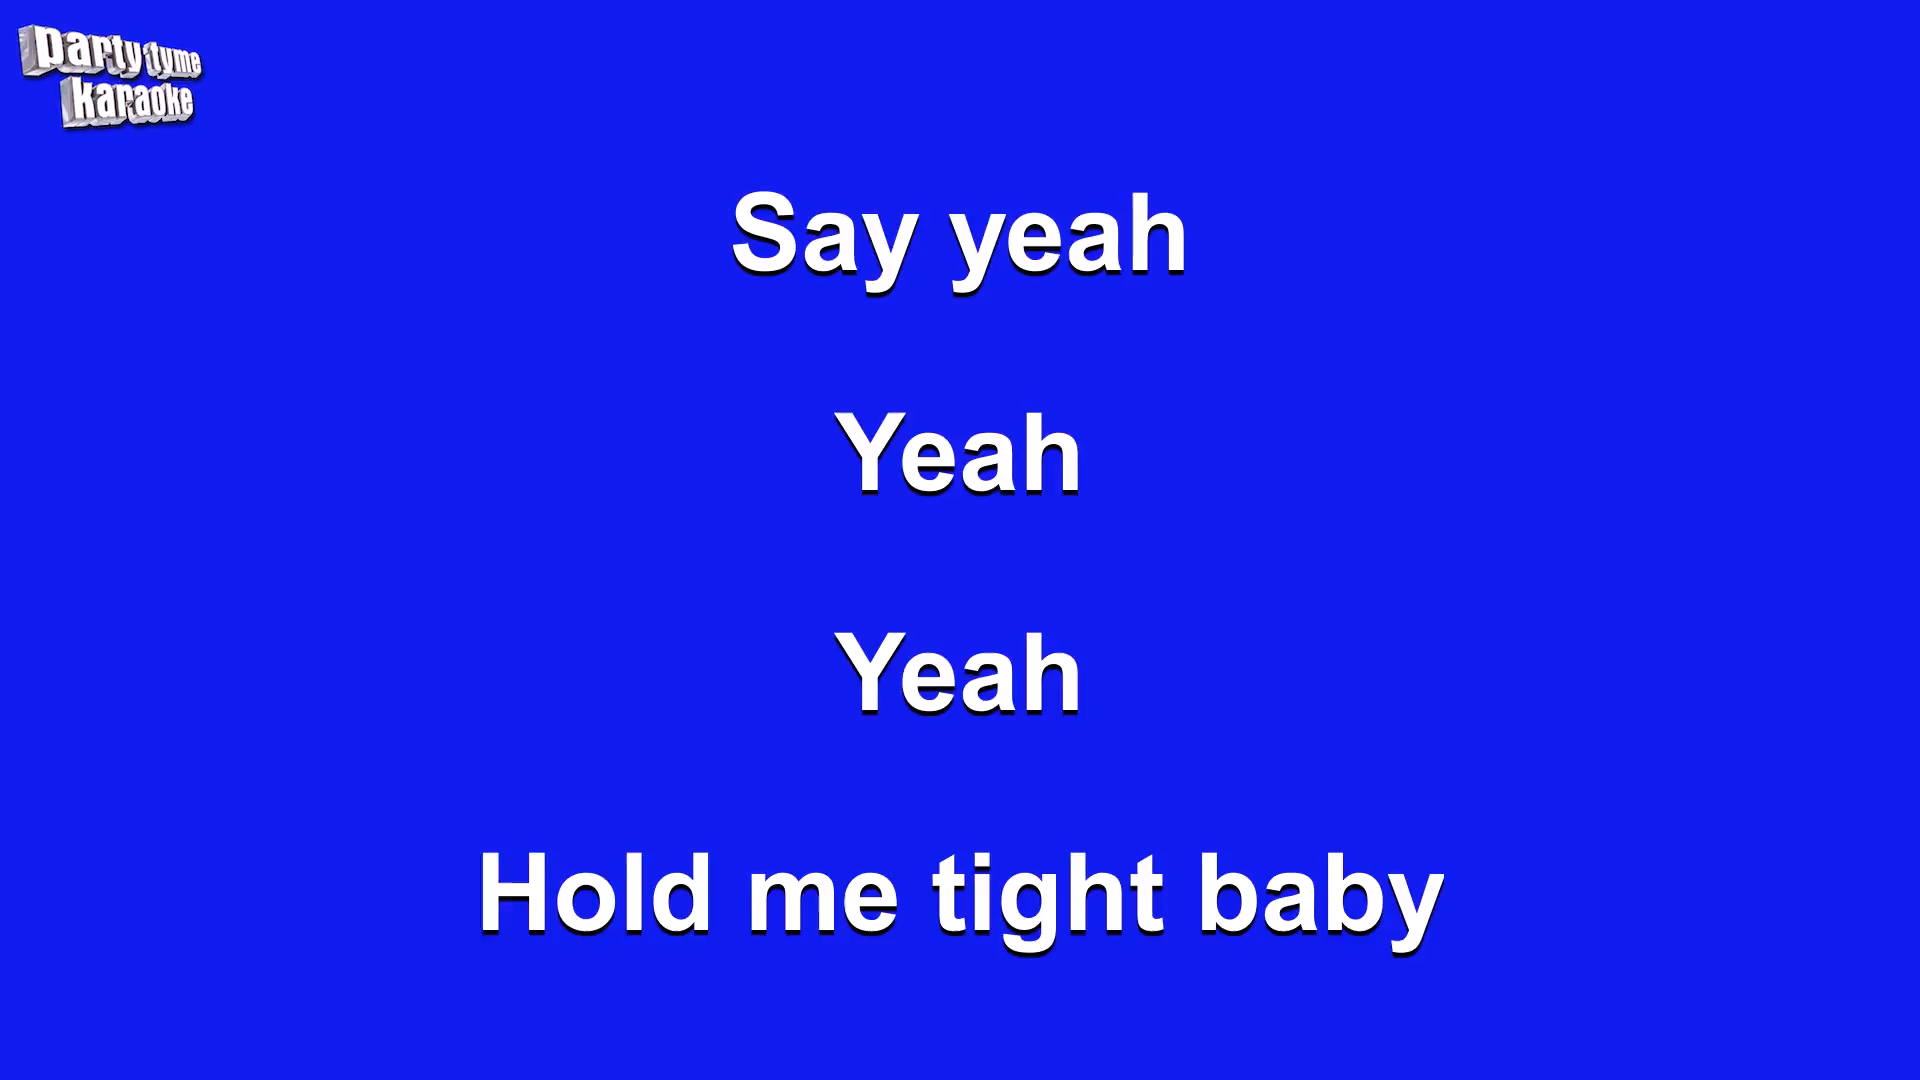 party tyme
karaoke
Say yeah
Yeah
Yeah
Hold me tight baby